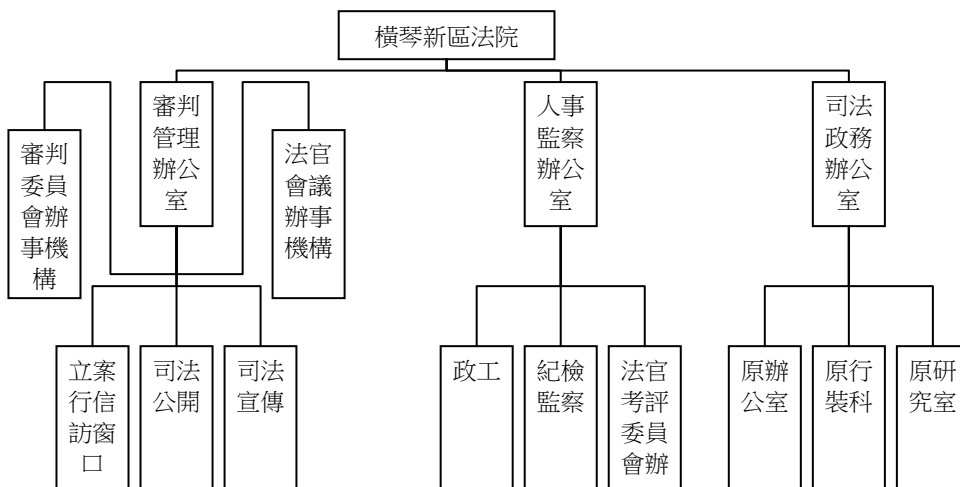 橫琴新區法院
審判
管理
辦公
室
人事
監察
辦公
室
司法
政務
辦公
室
審判
委員
會辦
事機
構
法官
會議
辦事
機構
立案
行信
訪窗
口
司法
公開
司法
宣傳
政工
紀檢
監察
法官
考評
委員
會辦
原辦
公室
原行
裝科
原研
究室